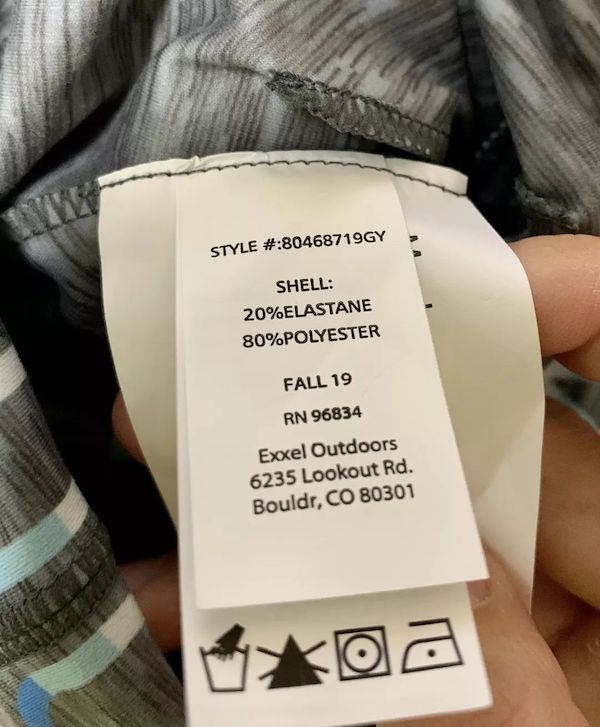 STYLE #:80468719GY
SHELL:
20%ELASTANE
80%POLYESTER
FALL 19
RN 96834
Exxel Outdoors
6235 Lookout Rd.
Bouldr, CO 80301